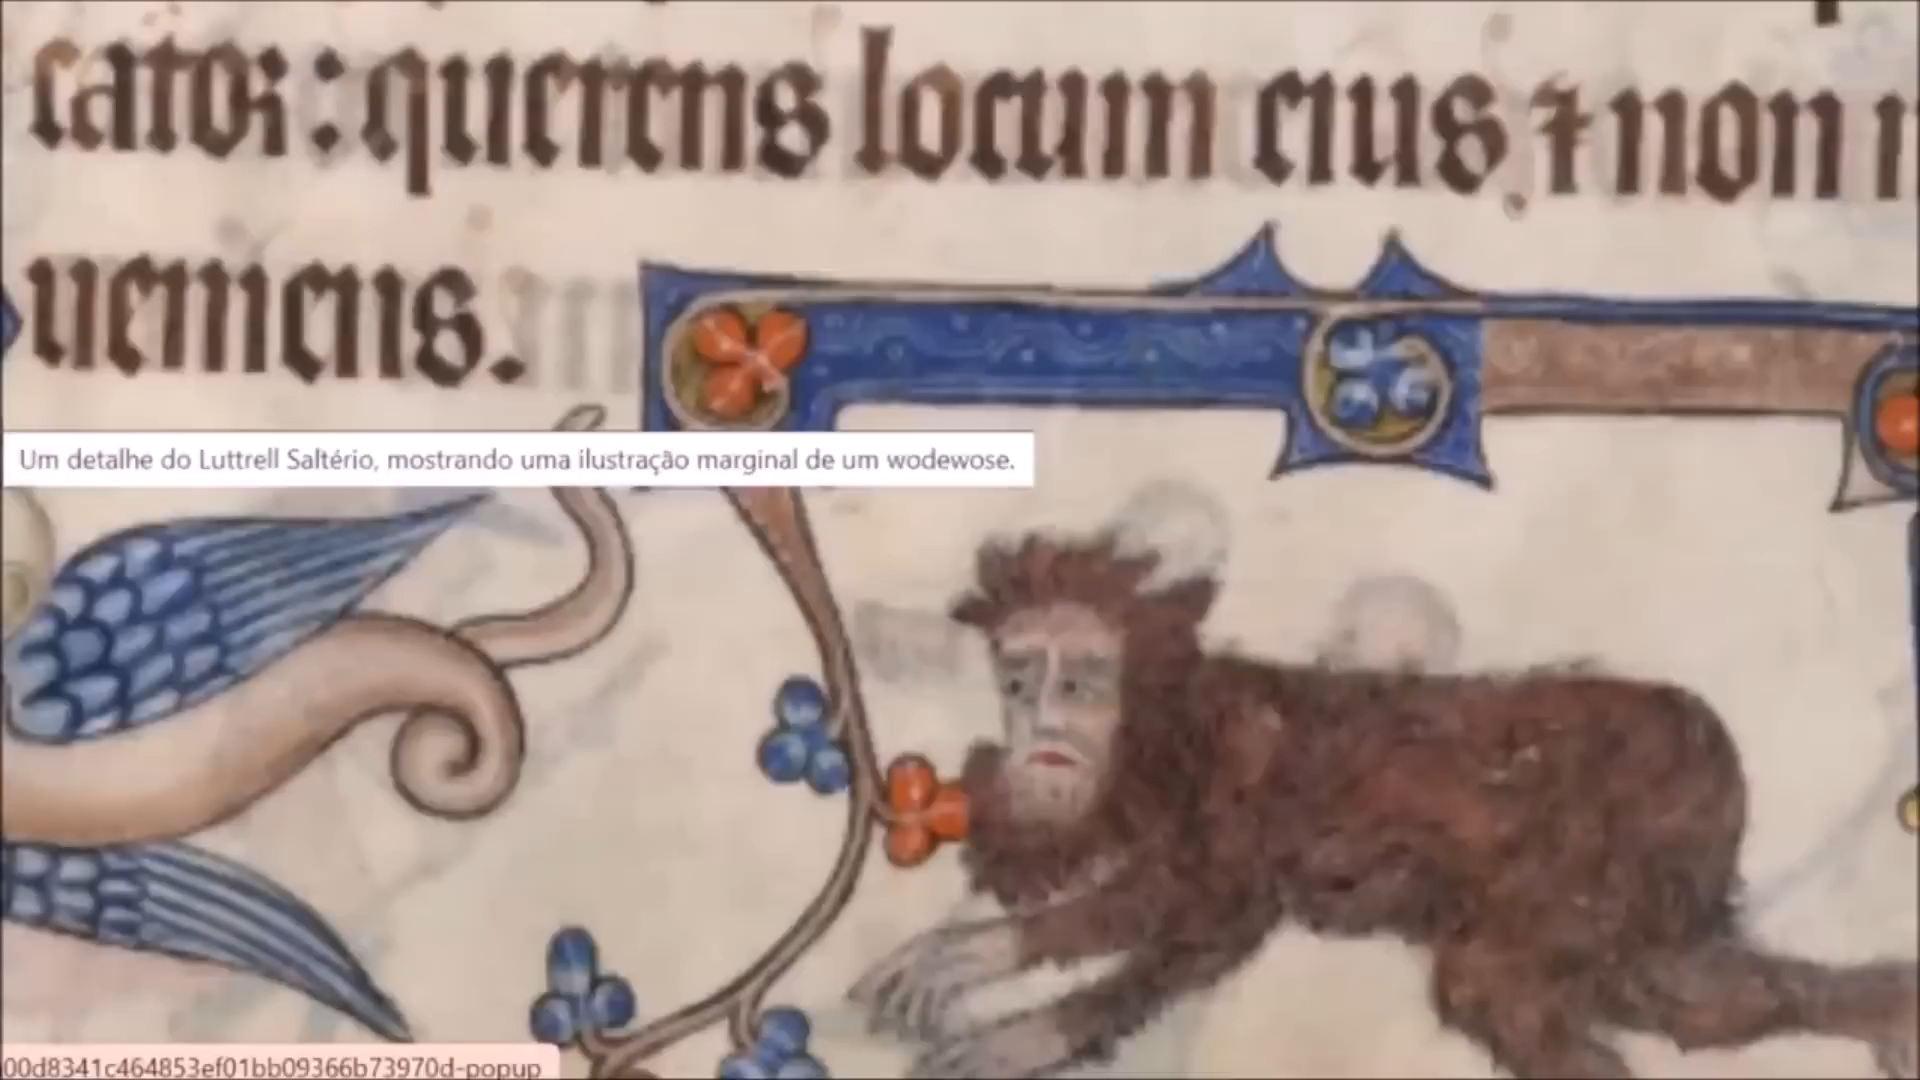 cator: querens locum eius ⁊ non
ueniens.
Um detalhe do Luttrell Saltério, mostrando uma ilustração marginal de um wodewose.
00d8341c464853ef01bb09366b73970d-popup